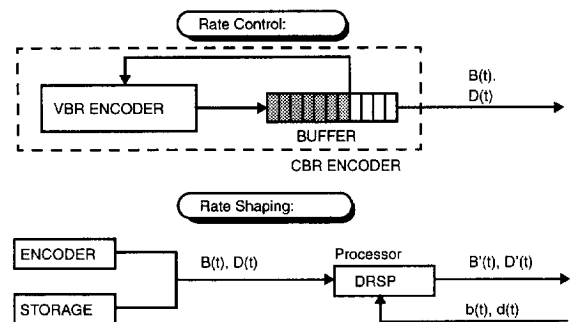 Rate Control:
B(t).
D(t)
VBR ENCODER
BUFFER
CBR ENCODER
Rate Shaping:
ENCODER
B(t), D(t)
Processor
DRSP
B'(t), D'(t)
STORAGE
b(t), d(t)